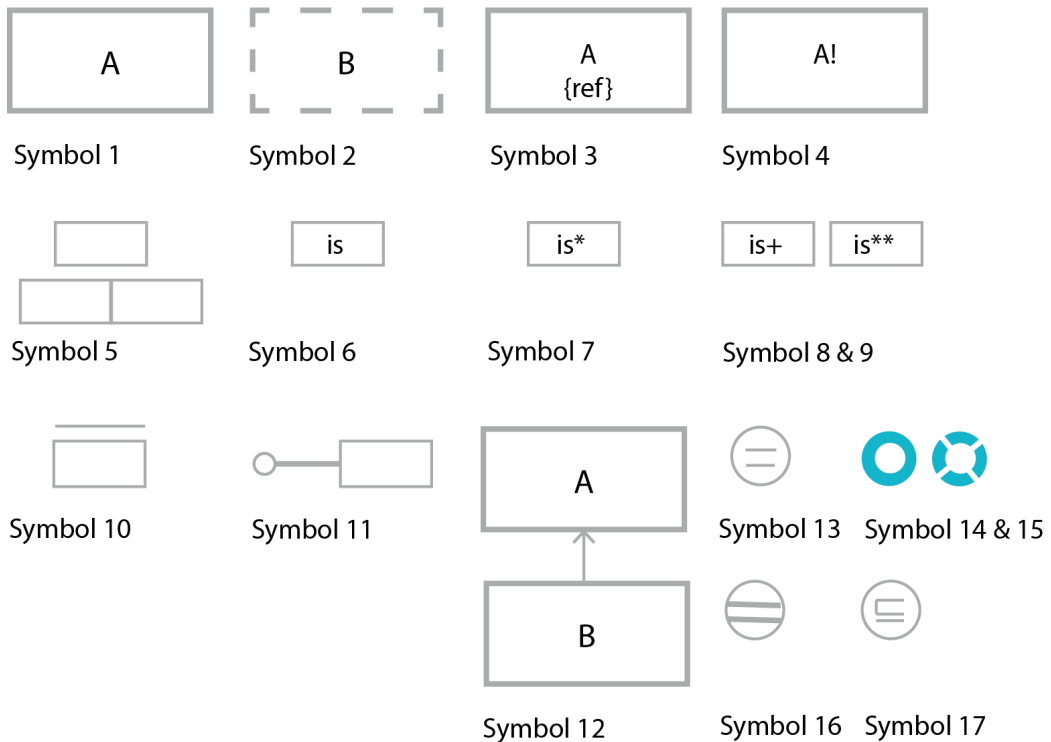 A
B
A
{ref}
A!
Symbol 1
Symbol 2
Symbol 3
Symbol 4
is
is*
is+
is**
Symbol 5
Symbol 6
Symbol 7
Symbol 8 & 9
A
Symbol 10
Symbol 11
Symbol 13
Symbol 14 & 15
B
Symbol 12
Symbol 16
Symbol 17